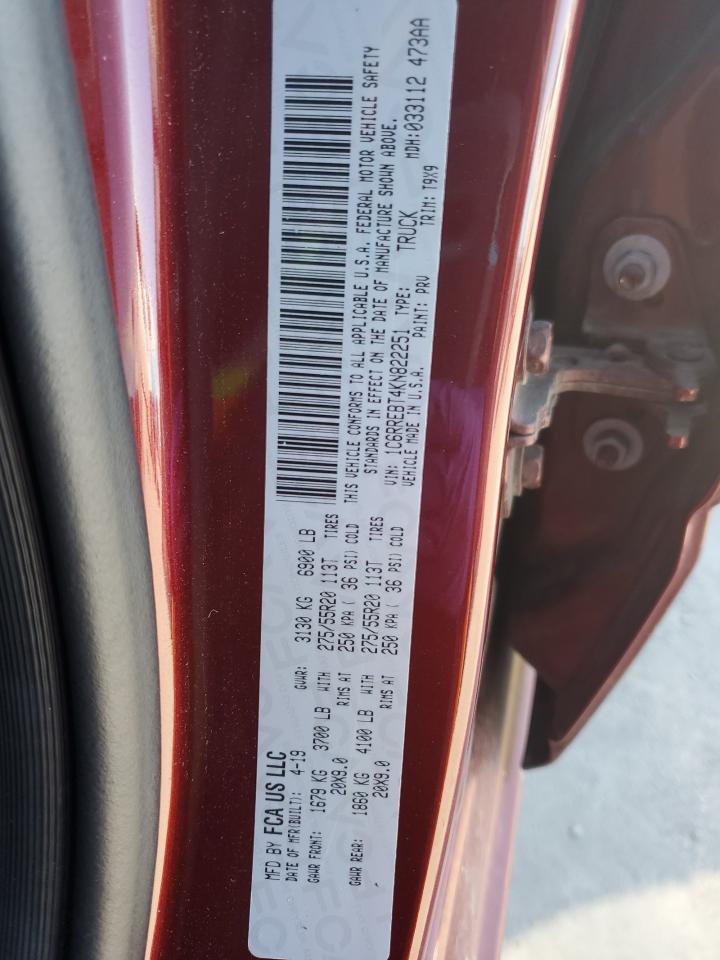 MFD BY FCA US LLC
DATE OF MFR(BUILT): 4-19 GVWR: 3130 KG 6900 LB
GAWR FRONT: 1679 KG 3700 LB WITH 275/55R20 113T TIRES
20X9.0 RIMS AT 250 KPA ( 36 PSI) COLD
GAWR REAR: 1860 KG 4100 LB WITH 275/55R20 113T TIRES
20X9.0 RIMS AT 250 KPA ( 36 PSI) COLD
THIS VEHICLE CONFORMS TO ALL APPLICABLE U.S.A. FEDERAL MOTOR VEHICLE SAFETY
STANDARDS IN EFFECT ON THE DATE OF MANUFACTURE SHOWN ABOVE.
VIN: 1C6RREBT4KN822251 TYPE: TRUCK MDH:033112 473AA
VEHICLE MADE IN U.S.A. PAINT: PRV TRIM: T9X9